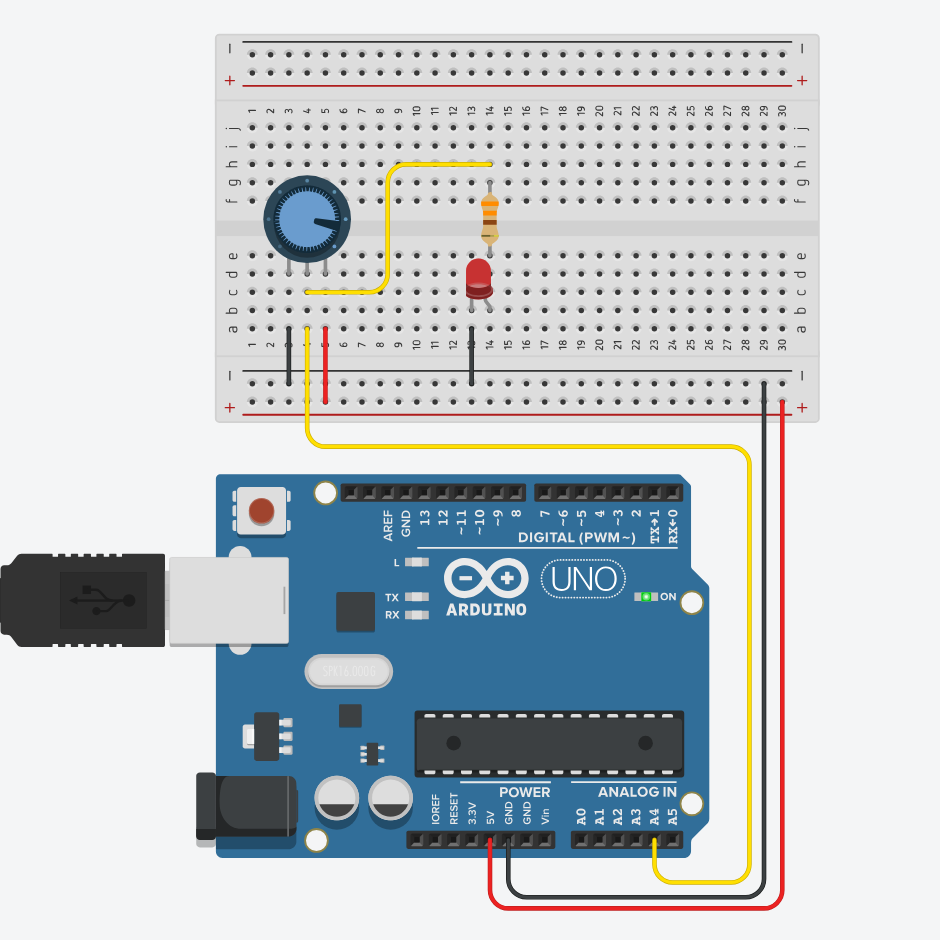 − −
+ +
1 2 3 4 5 6 7 8 9 10 11 12 13 14 15 16 17 18 19 20 21 22 23 24 25 26 27 28 29 30
j j
i i
h h
g g
f f
e e
d d
c c
b b
a a
1 2 3 4 5 6 7 8 9 10 11 12 13 14 15 16 17 18 19 20 21 22 23 24 25 26 27 28 29 30
− −
+ +
AREF GND 13 12 ~11 ~10 ~9 8 7 ~6 ~5 4 ~3 2 TX→1 RX←0
DIGITAL (PWM~)
L
TX
RX
− +
ARDUINO
UNO
ON
SPK16.000G
POWER
ANALOG IN
IOREF RESET 3.3V 5V GND GND Vin A0 A1 A2 A3 A4 A5